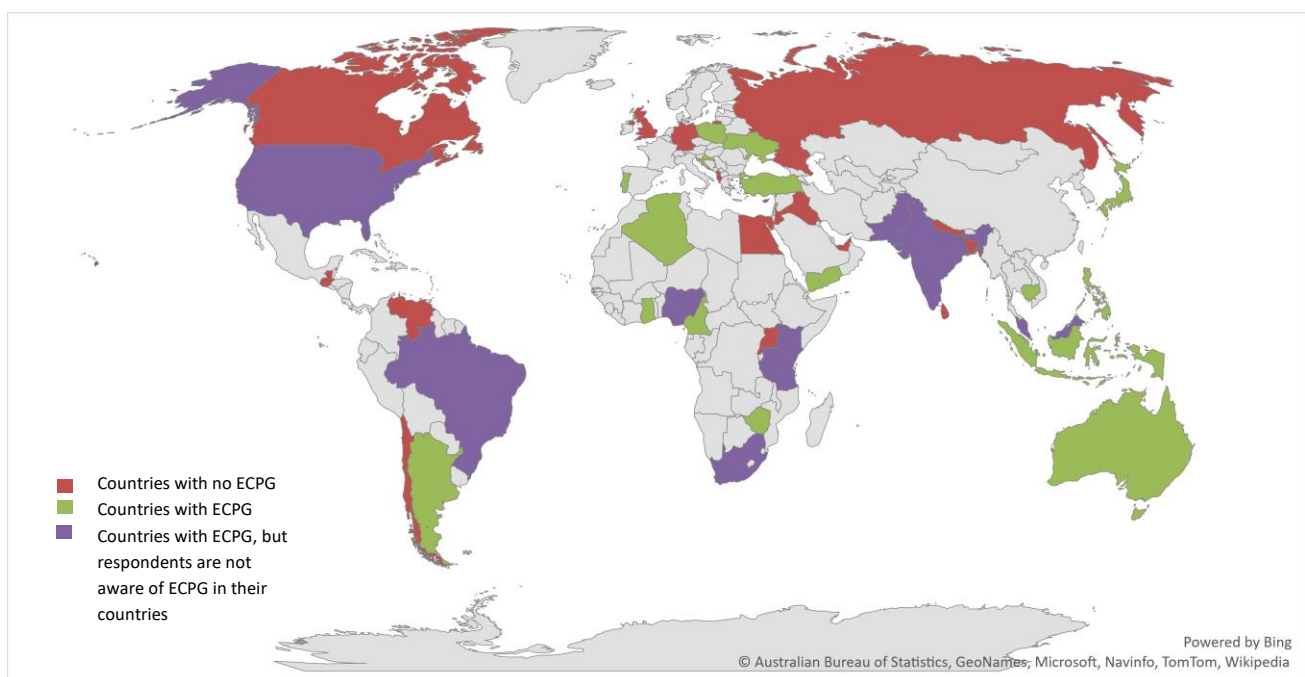 Countries with no ECPG
Countries with ECPG
Countries with ECPG, but
respondents are not
aware of ECPG in their
countries
Powered by Bing
© Australian Bureau of Statistics, GeoNames, Microsoft, Navinfo, TomTom, Wikipedia